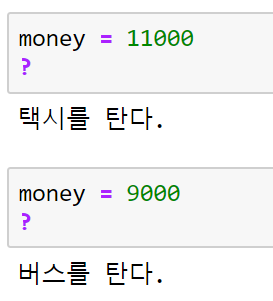 money = 11000
?
택시를 탄다.
money = 9000
?
버스를 탄다.